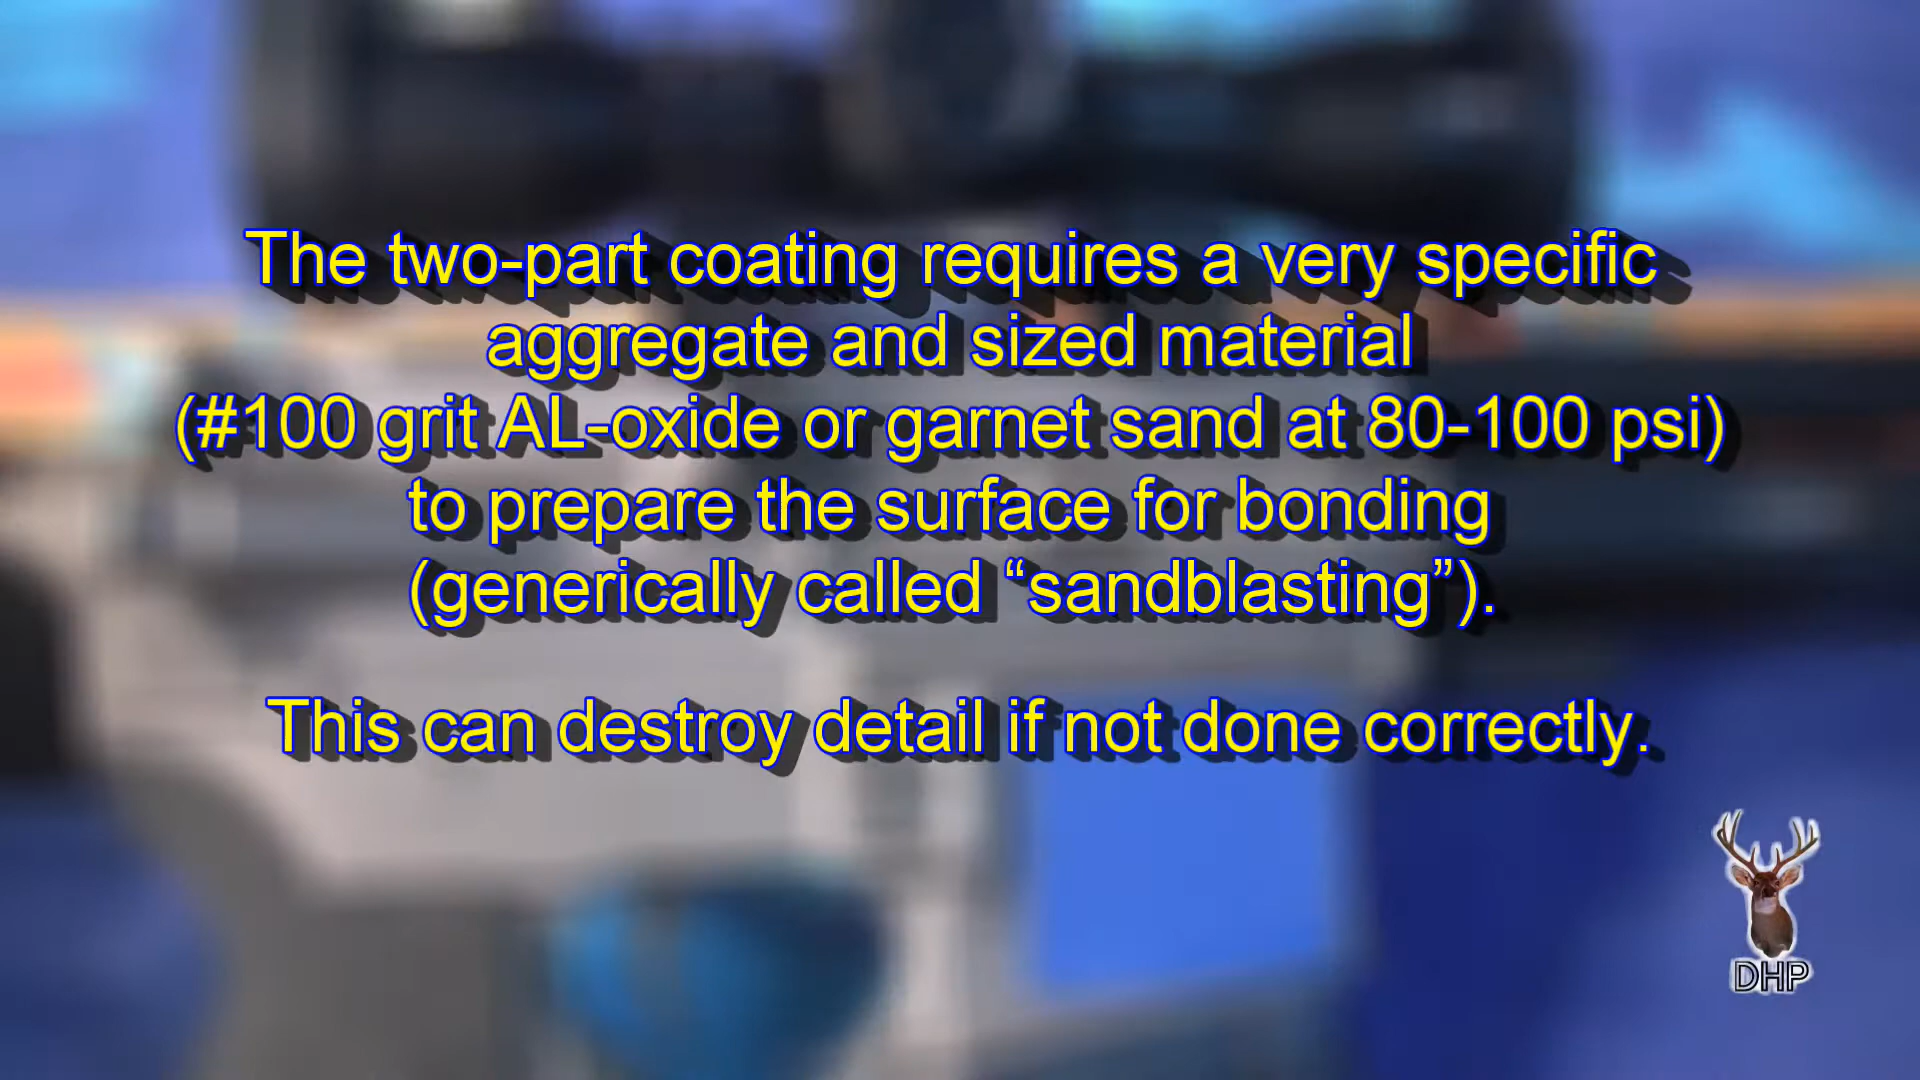 The two-part coating requires a very specific
aggregate and sized material
(#100 grit AL-oxide or garnet sand at 80-100 psi)
to prepare the surface for bonding
(generically called “sandblasting”).
This can destroy detail if not done correctly.
DHP